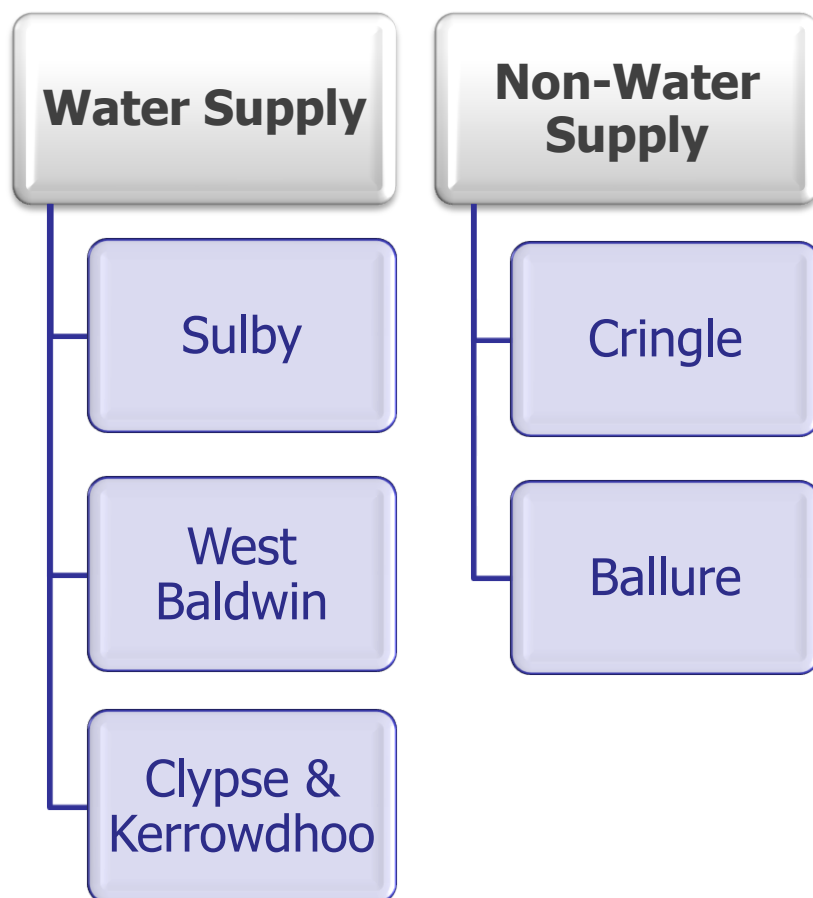 Water Supply
Sulby
West
Baldwin
Clypse &
Kerrowdhoo
Non-Water
Supply
Cringle
Ballure